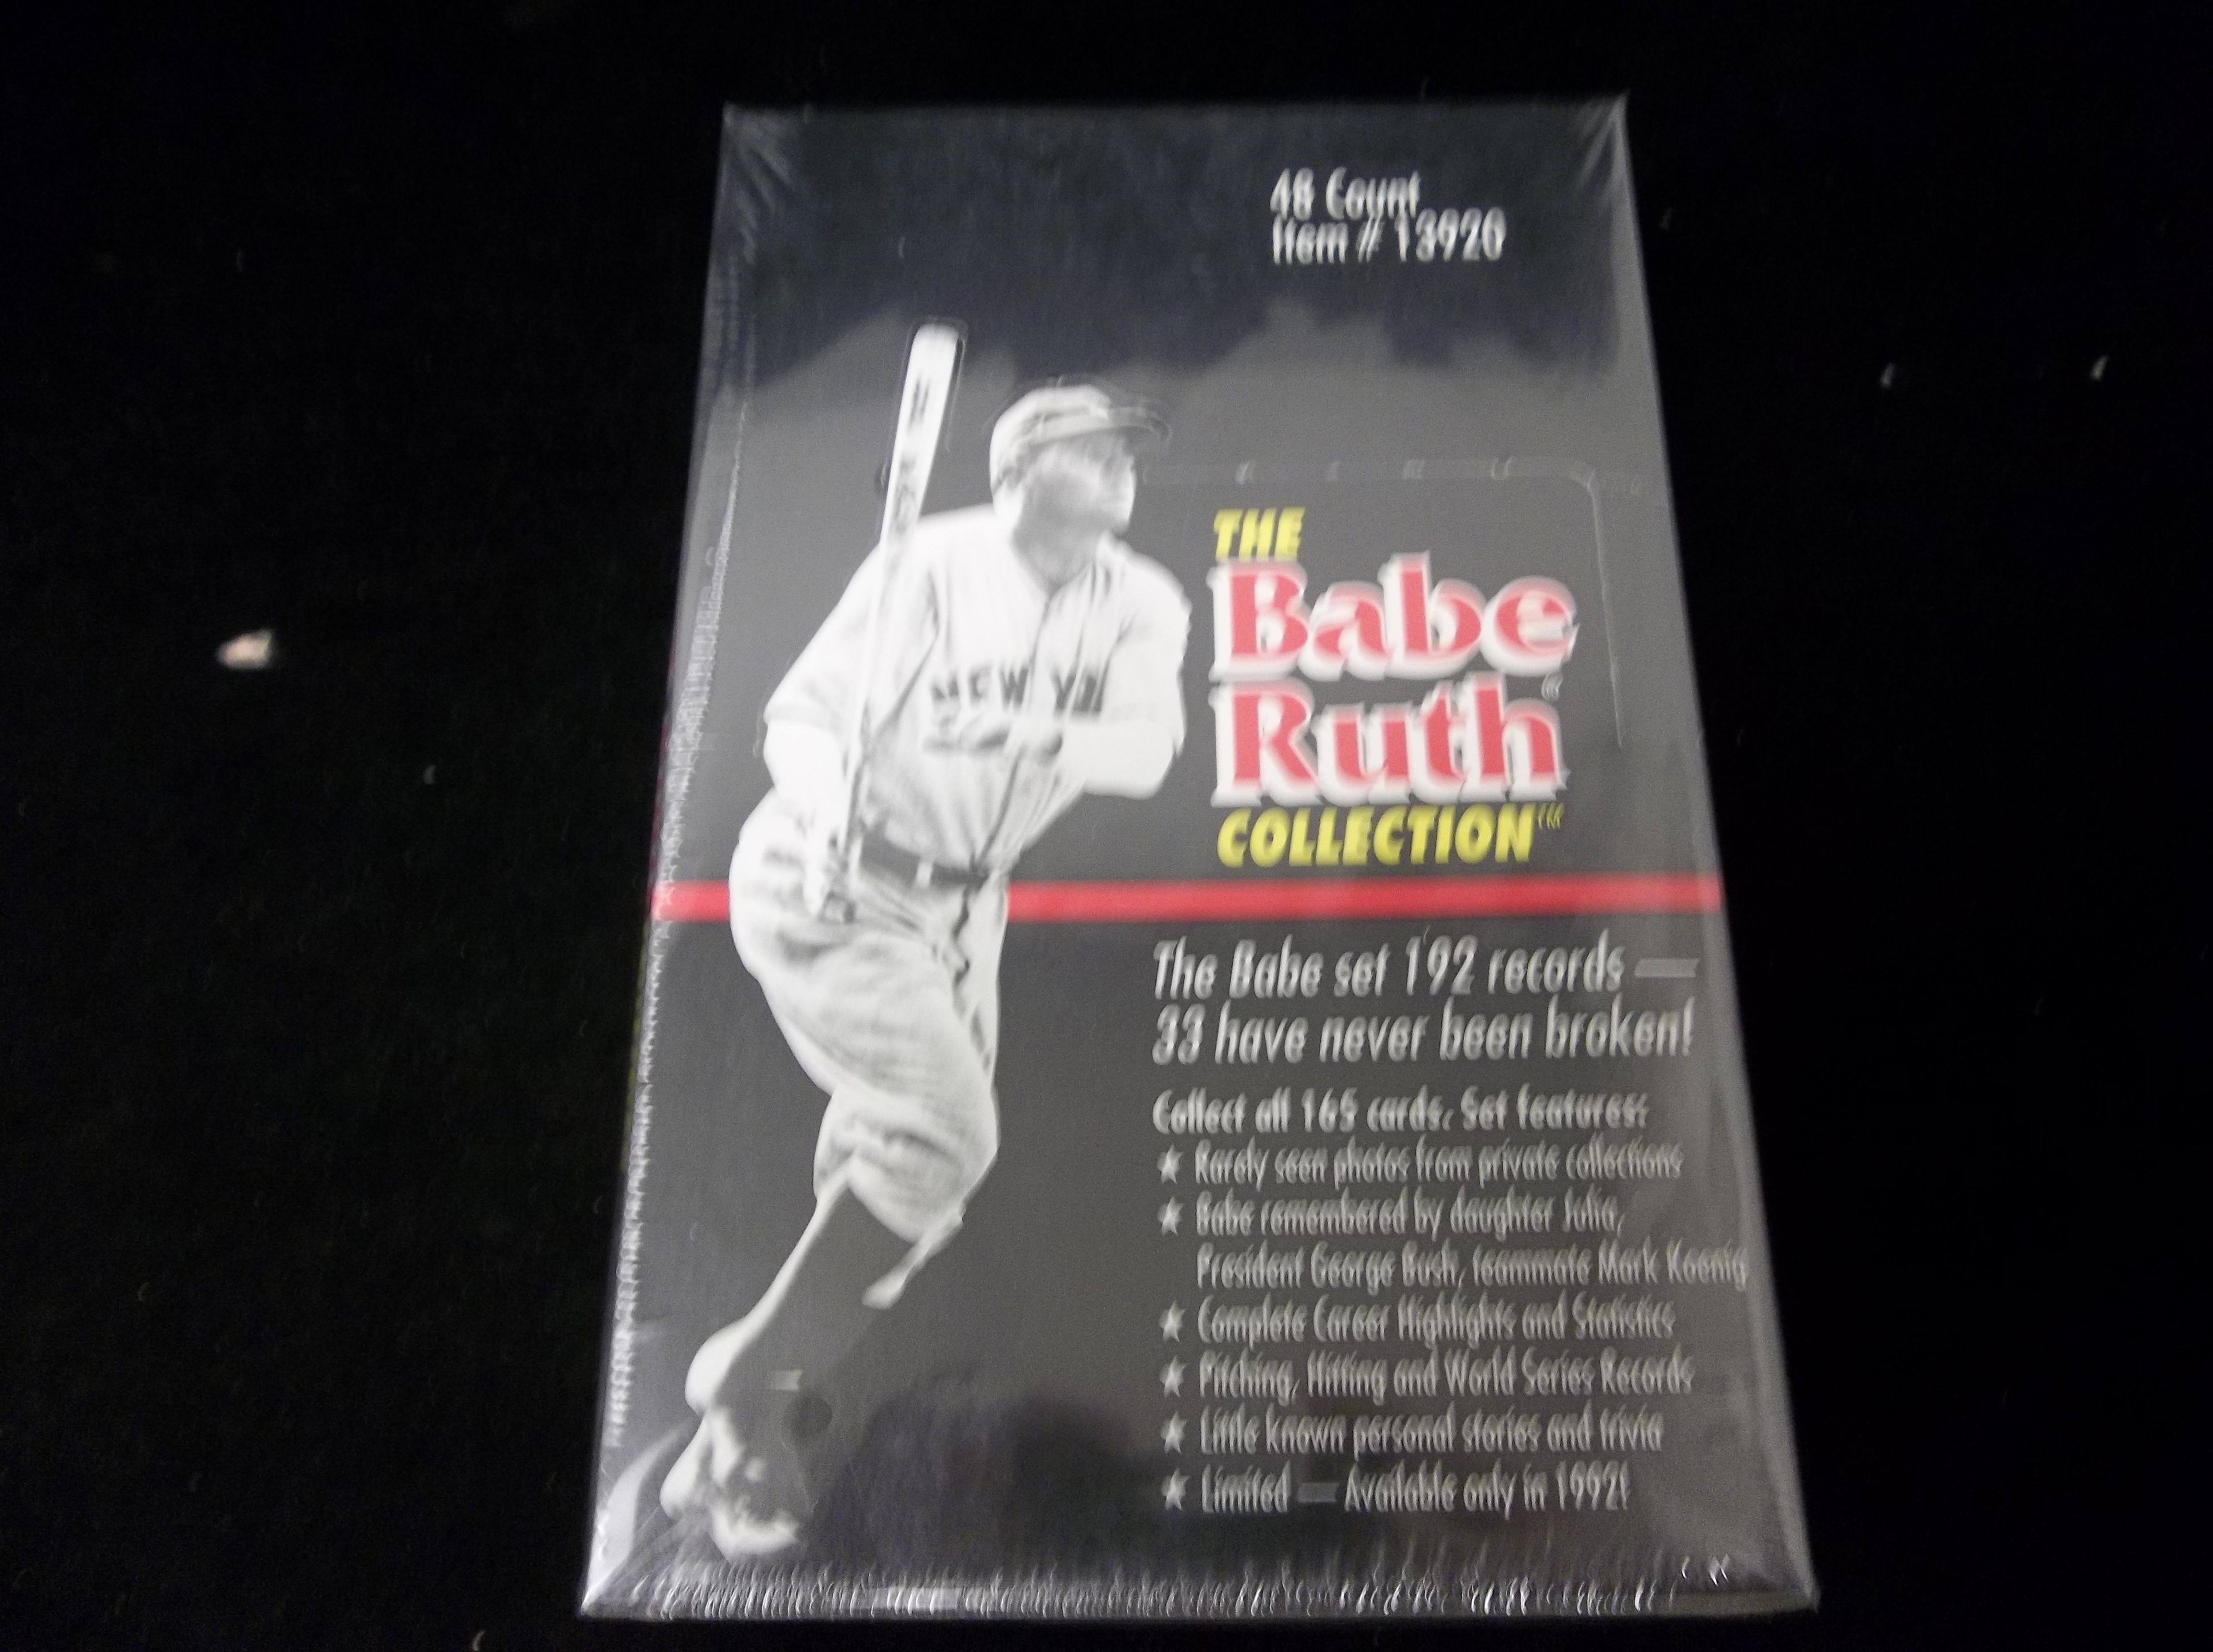 48 Count
Item # 13920
THE
Babe
Ruth®
COLLECTION™
NEW YO
The Babe set 192 records —
33 have never been broken!
Collect all 165 cards. Set features:
★ Rarely seen photos from private collections
★ Babe remembered by daughter Julia,
President George Bush, teammate Mark Koenig
★ Complete Career Highlights and Statistics
★ Pitching, Hitting and World Series Records
★ Little known personal stories and trivia
★ Limited — Available only in 1992!